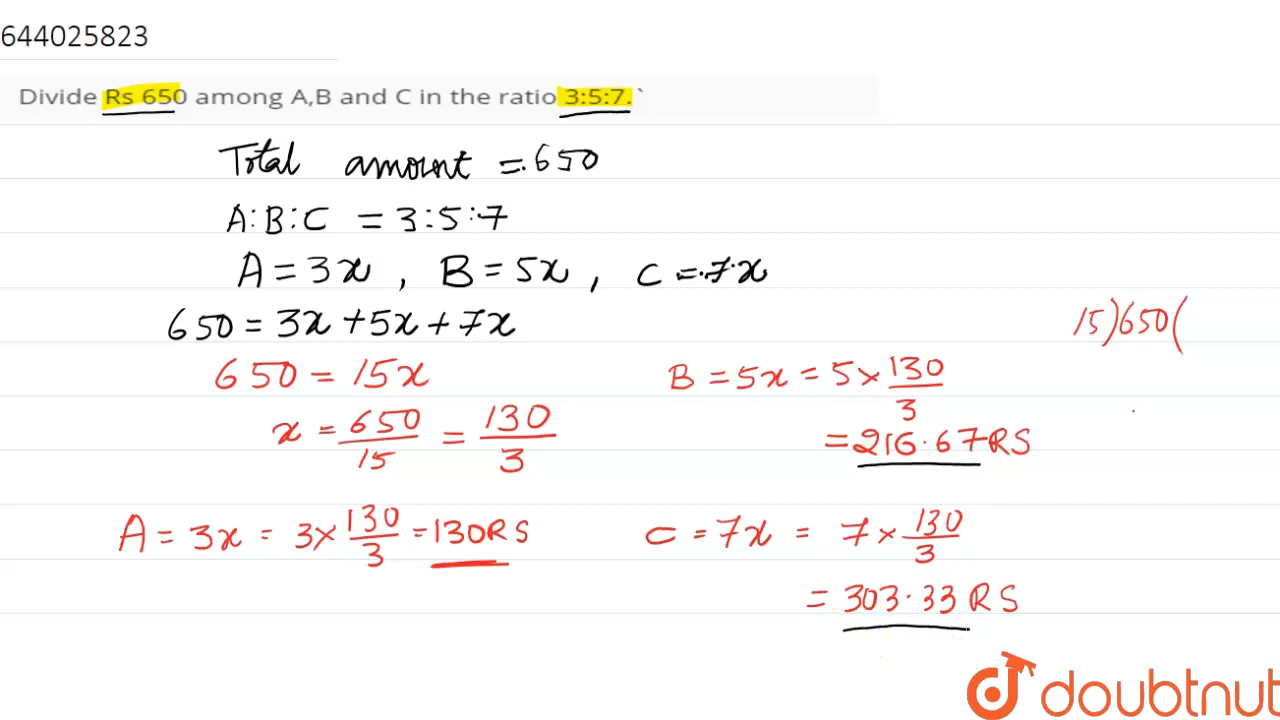 644025823
Divide Rs 650 among A,B and C in the ratio 3:5:7.`
Total amount = 650
A:B:C = 3:5:7
A = 3x , B = 5x , C = 7x
650 = 3x + 5x + 7x
15)650(
650 = 15x
x = 650/15 = 130/3
A = 3x = 3 × 130/3 = 130RS
B = 5x = 5 × 130/3
= 216.67 RS
C = 7x = 7 × 130/3
= 303.33 RS
doubtnut